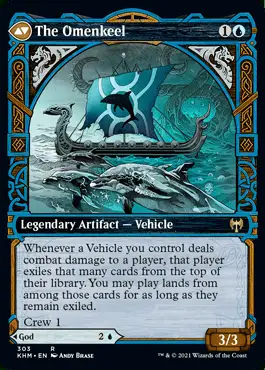 The Omenkeel 1
Legendary Artifact — Vehicle
Whenever a Vehicle you control deals
combat damage to a player, that player
exiles that many cards from the top of
their library. You may play lands from
among those cards for as long as they
remain exiled.
Crew 1
God 2
3/3
303 R
KHM • EN ANDY BRASE
™ & © 2021 Wizards of the Coast